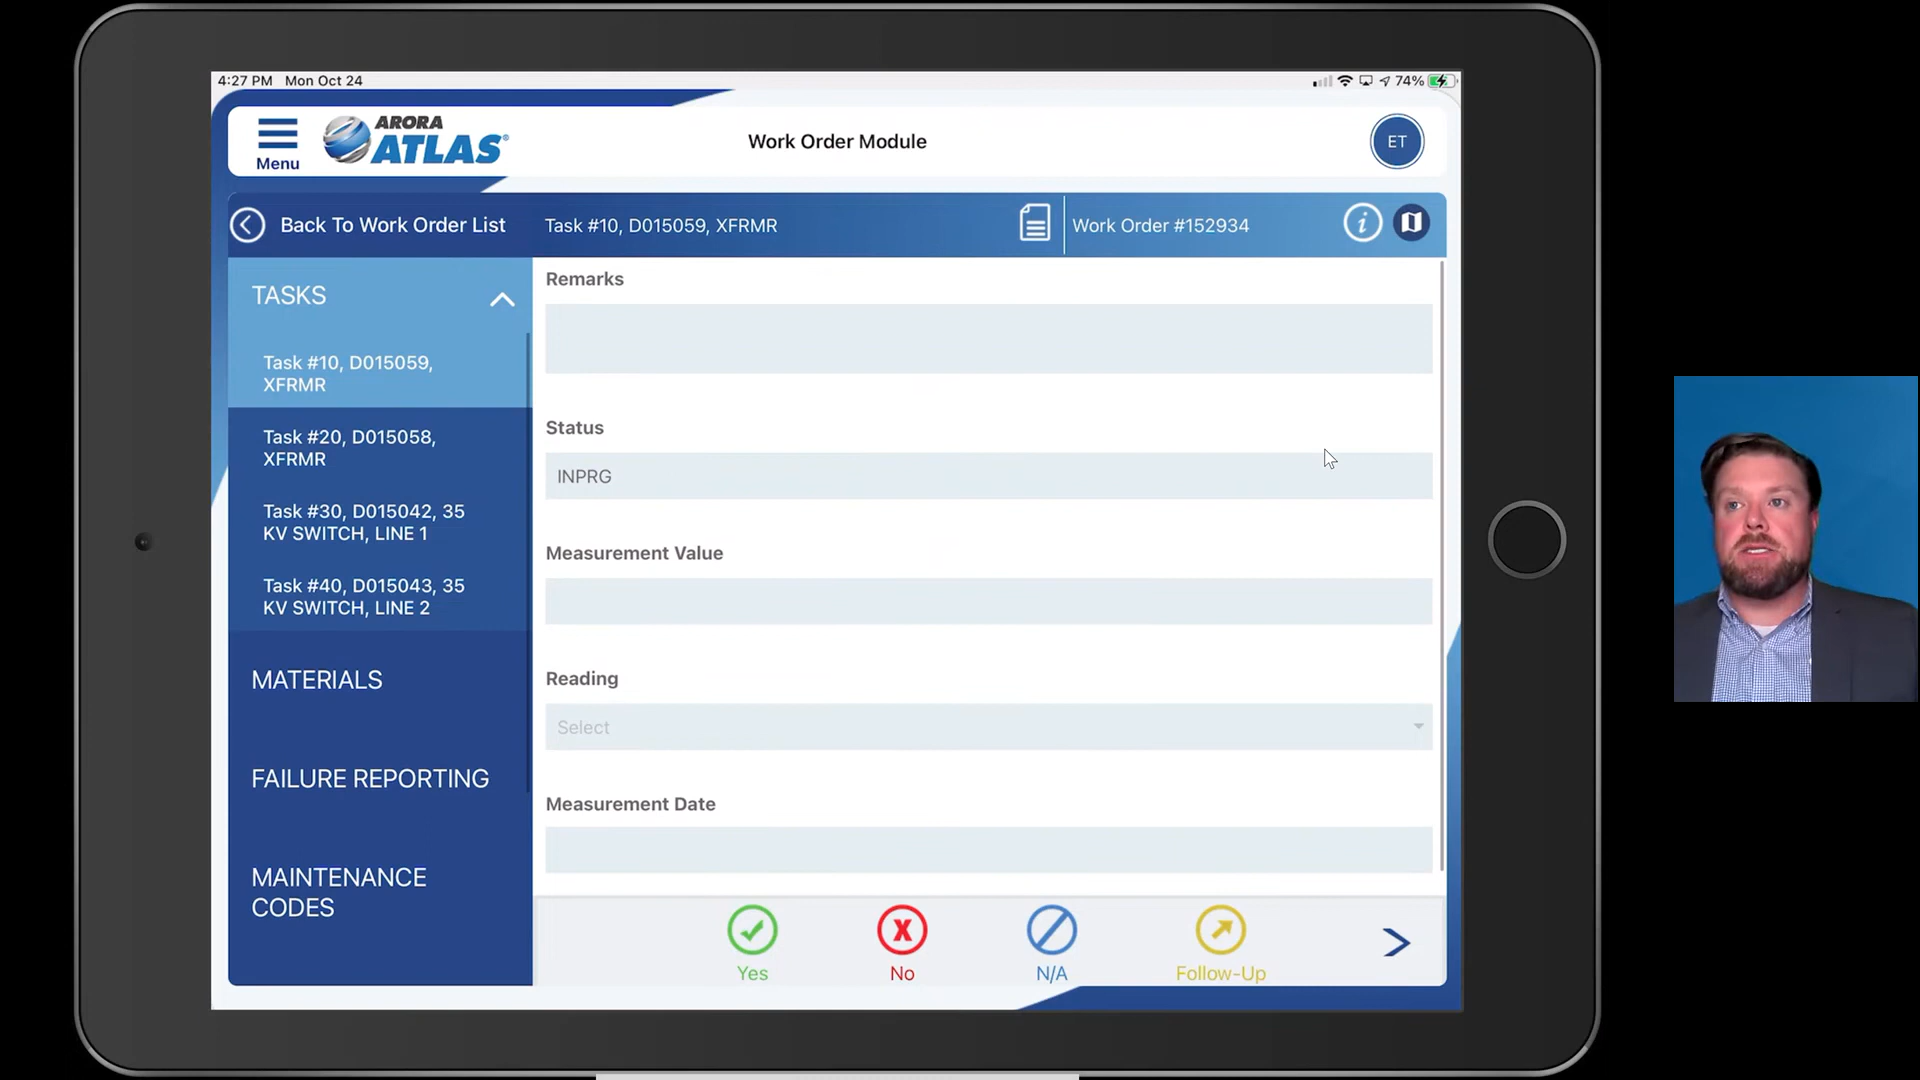 4:27 PM Mon Oct 24
74%
Menu
ARORA
ATLAS®
Work Order Module
ET
Back To Work Order List
Task #10, D015059, XFRMR
Work Order #152934
TASKS
Task #10, D015059,
XFRMR
Task #20, D015058,
XFRMR
Task #30, D015042, 35
KV SWITCH, LINE 1
Task #40, D015043, 35
KV SWITCH, LINE 2
MATERIALS
FAILURE REPORTING
MAINTENANCE
CODES
Remarks
Status
INPRG
Measurement Value
Reading
Select
Measurement Date
Yes
No
N/A
Follow-Up